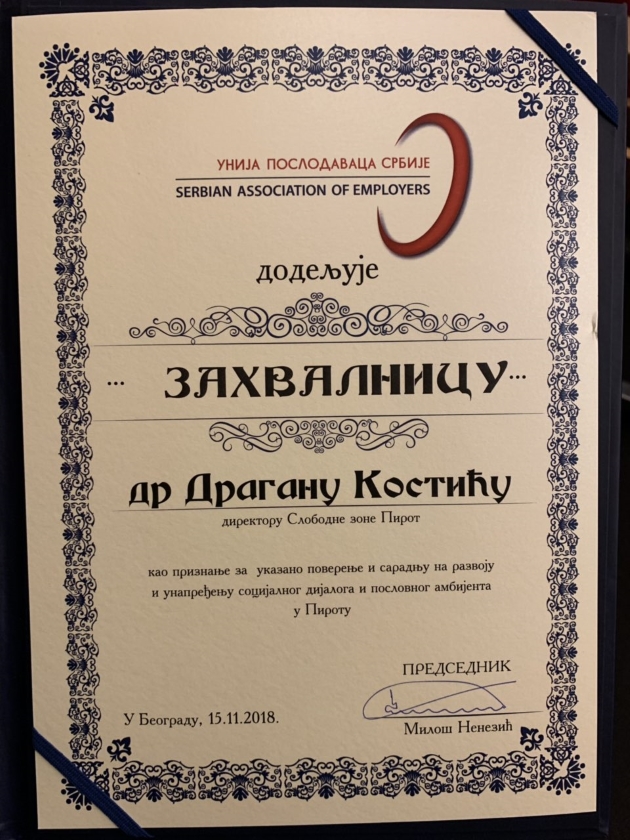 УНИЈА ПОСЛОДАВАЦА СРБИЈЕ
SERBIAN ASSOCIATION OF EMPLOYERS
додељује
... ЗАХВАЛНИЦУ ...
др Драгану Костићу
директору Слободне зоне Пирот
као признање за указано поверење и сарадњу на развоју
и унапређењу социјалног дијалога и пословног амбијента
у Пироту
ПРЕДСЕДНИК
У Београду, 15.11.2018.
Милош Ненезић